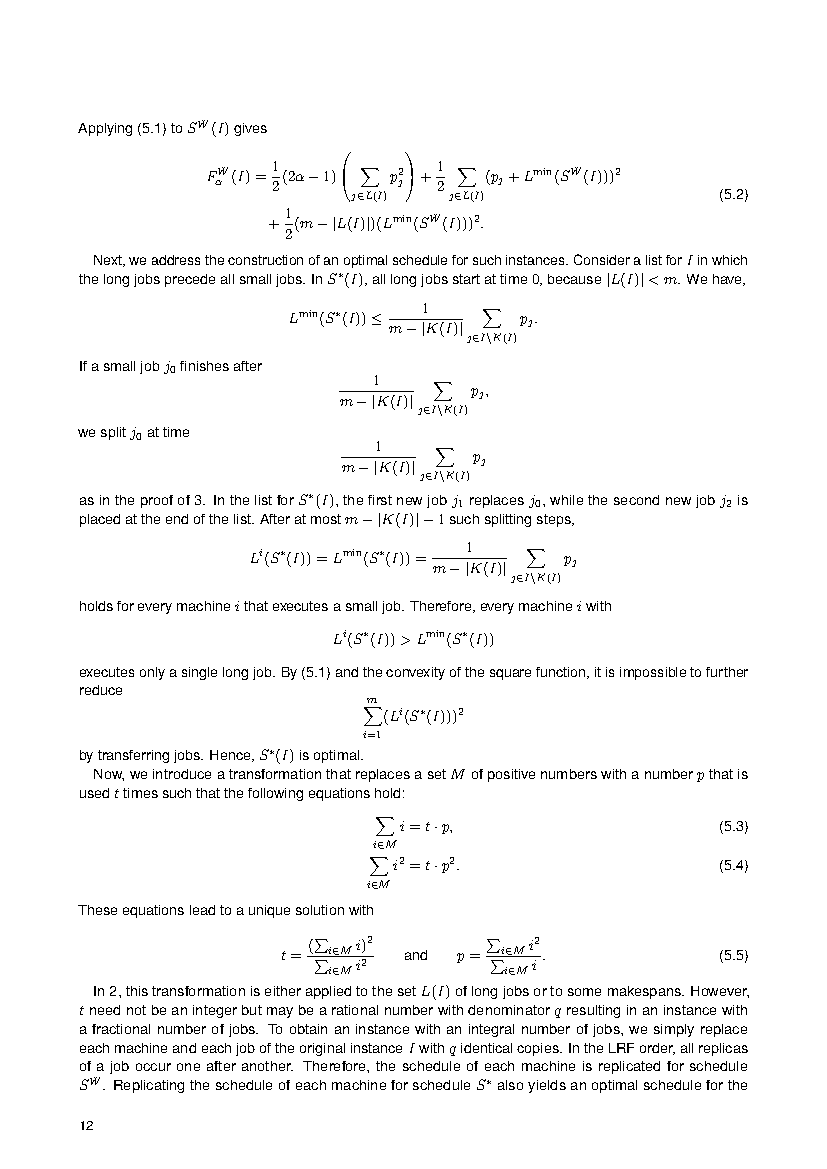 Applying (5.1) to S^W(I) gives
F_α^W(I) = 1/2 (2α − 1) ( ∑_{j∈L(I)} p_j^2 ) + 1/2 ∑_{j∈L(I)} (p_j + L^min(S^W(I)))^2
(5.2)
+ 1/2 (m − |L(I)|)(L^min(S^W(I)))^2.
Next, we address the construction of an optimal schedule for such instances. Consider a list for I in which
the long jobs precede all small jobs. In S*(I), all long jobs start at time 0, because |L(I)| < m. We have,
L^min(S*(I)) ≤ 1/(m − |K(I)|) ∑_{j∈I\K(I)} p_j.
If a small job j_0 finishes after
1/(m − |K(I)|) ∑_{j∈I\K(I)} p_j,
we split j_0 at time
1/(m − |K(I)|) ∑_{j∈I\K(I)} p_j
as in the proof of 3. In the list for S*(I), the first new job j_1 replaces j_0, while the second new job j_2 is
placed at the end of the list. After at most m − |K(I)| − 1 such splitting steps,
L^i(S*(I)) = L^min(S*(I)) = 1/(m − |K(I)|) ∑_{j∈I\K(I)} p_j
holds for every machine i that executes a small job. Therefore, every machine i with
L^i(S*(I)) > L^min(S*(I))
executes only a single long job. By (5.1) and the convexity of the square function, it is impossible to further
reduce
∑_{i=1}^m (L^i(S*(I)))^2
by transferring jobs. Hence, S*(I) is optimal.
Now, we introduce a transformation that replaces a set M of positive numbers with a number p that is
used t times such that the following equations hold:
∑_{i∈M} i = t · p, (5.3)
∑_{i∈M} i^2 = t · p^2. (5.4)
These equations lead to a unique solution with
t = (∑_{i∈M} i)^2 / ∑_{i∈M} i^2 and p = ∑_{i∈M} i^2 / ∑_{i∈M} i. (5.5)
In 2, this transformation is either applied to the set L(I) of long jobs or to some makespans. However,
t need not be an integer but may be a rational number with denominator q resulting in an instance with
a fractional number of jobs. To obtain an instance with an integral number of jobs, we simply replace
each machine and each job of the original instance I with q identical copies. In the LRF order, all replicas
of a job occur one after another. Therefore, the schedule of each machine is replicated for schedule
S^W. Replicating the schedule of each machine for schedule S* also yields an optimal schedule for the
12